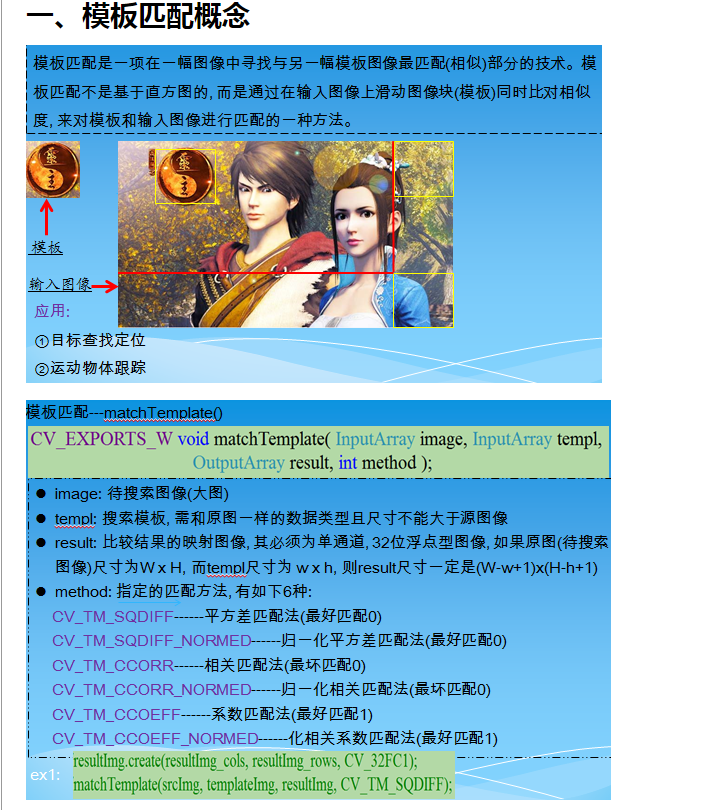 一、模板匹配概念
模板匹配是一项在一幅图像中寻找与另一幅模板图像最匹配(相似)部分的技术。模
板匹配不是基于直方图的, 而是通过在输入图像上滑动图像块(模板)同时比对相似
度, 来对模板和输入图像进行匹配的一种方法。
模板
输入图像
应用:
①目标查找定位
②运动物体跟踪
模板匹配---matchTemplate()
CV_EXPORTS_W void matchTemplate( InputArray image, InputArray templ,
OutputArray result, int method );
● image: 待搜索图像(大图)
● templ: 搜索模板, 需和原图一样的数据类型且尺寸不能大于源图像
● result: 比较结果的映射图像, 其必须为单通道, 32位浮点型图像, 如果原图(待搜索
图像)尺寸为W x H, 而templ尺寸为 w x h, 则result尺寸一定是(W-w+1)x(H-h+1)
● method: 指定的匹配方法, 有如下6种:
CV_TM_SQDIFF------平方差匹配法(最好匹配0)
CV_TM_SQDIFF_NORMED------归一化平方差匹配法(最好匹配0)
CV_TM_CCORR------相关匹配法(最坏匹配0)
CV_TM_CCORR_NORMED------归一化相关匹配法(最坏匹配0)
CV_TM_CCOEFF------系数匹配法(最好匹配1)
CV_TM_CCOEFF_NORMED------化相关系数匹配法(最好匹配1)
ex1:
resultImg.create(resultImg_cols, resultImg_rows, CV_32FC1);
matchTemplate(srcImg, templateImg, resultImg, CV_TM_SQDIFF);